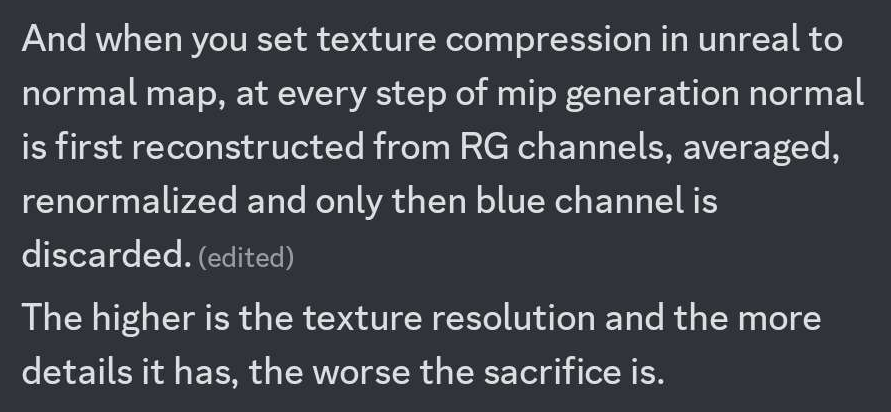 And when you set texture compression in unreal to
normal map, at every step of mip generation normal
is first reconstructed from RG channels, averaged,
renormalized and only then blue channel is
discarded. (edited)
The higher is the texture resolution and the more
details it has, the worse the sacrifice is.